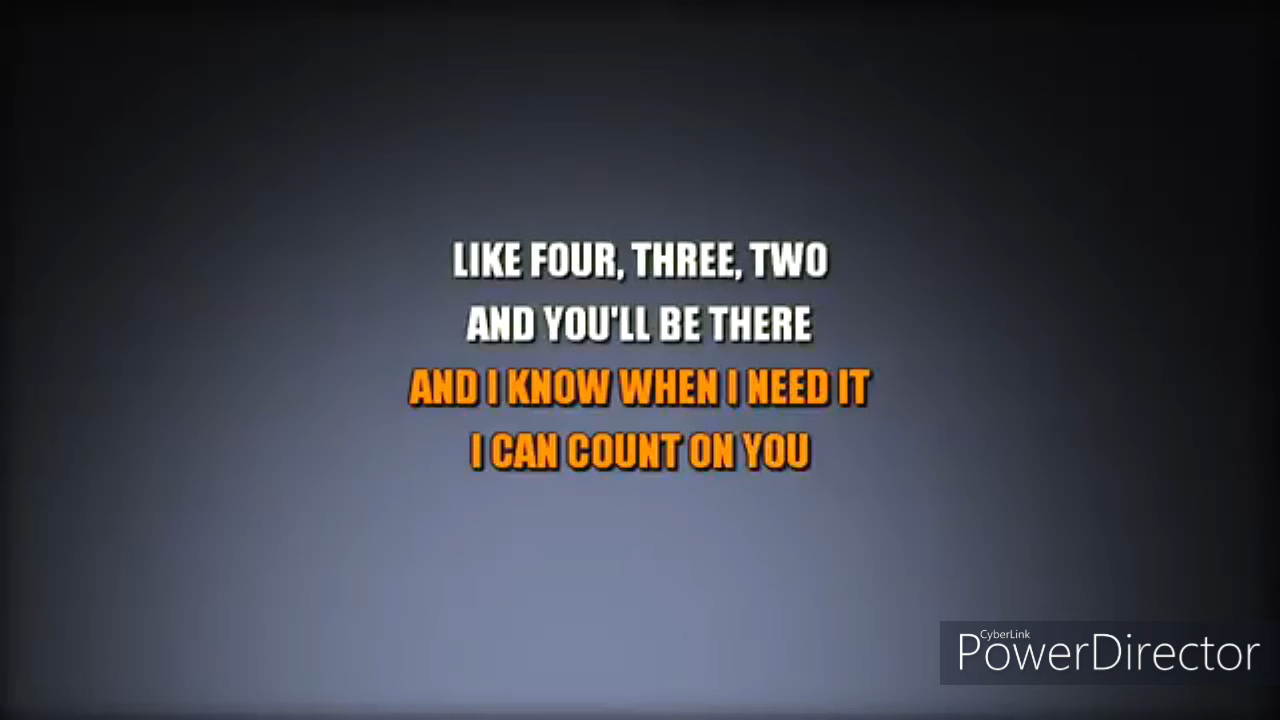 LIKE FOUR, THREE, TWO
AND YOU'LL BE THERE
AND I KNOW WHEN I NEED IT
I CAN COUNT ON YOU
CyberLink
PowerDirector